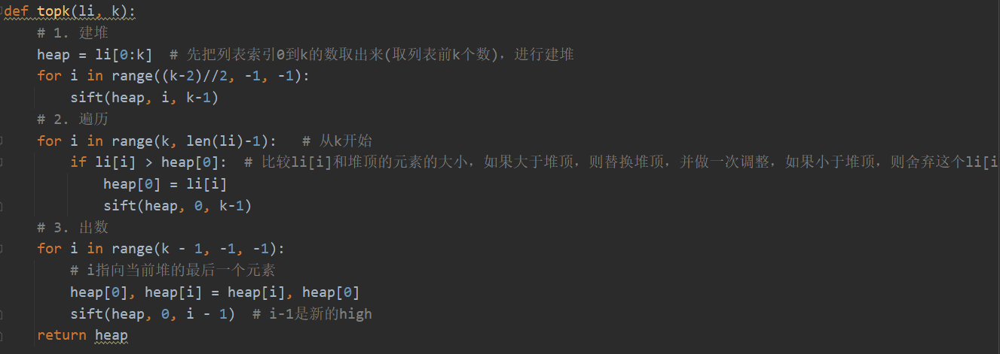 def topk(li, k):
    # 1. 建堆
    heap = li[0:k]  # 先把列表索引0到k的数取出来(取列表前k个数)，进行建堆
    for i in range((k-2)//2, -1, -1):
        sift(heap, i, k-1)
    # 2. 遍历
    for i in range(k, len(li)-1):   # 从k开始
        if li[i] > heap[0]:  # 比较li[i]和堆顶的元素的大小，如果大于堆顶，则替换堆顶，并做一次调整，如果小于堆顶，则舍弃这个li[i
            heap[0] = li[i]
            sift(heap, 0, k-1)
    # 3. 出数
    for i in range(k - 1, -1, -1):
        # i指向当前堆的最后一个元素
        heap[0], heap[i] = heap[i], heap[0]
        sift(heap, 0, i - 1)  # i-1是新的high
    return heap